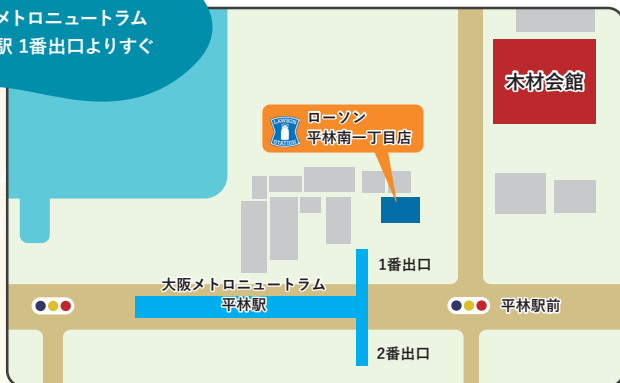 メトロニュートラム
駅 1番出口よりすぐ
木材会館
LAWSON
STATION
ローソン
平林南一丁目店
1番出口
大阪メトロニュートラム
平林駅
平林駅前
2番出口